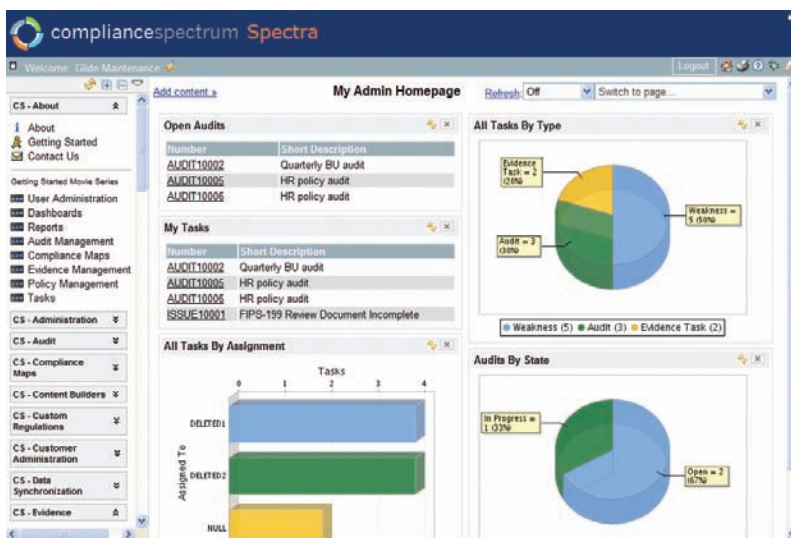 compliancespectrum Spectra
Welcome: Glide Maintenance
Logout
CS - About
About
Getting Started
Contact Us
Getting Started Movie Series
User Administration
Dashboards
Reports
Audit Management
Compliance Maps
Evidence Management
Policy Management
Tasks
CS - Administration
CS - Audit
CS - Compliance
Maps
CS - Content Builders
CS - Custom
Regulations
CS - Customer
Administration
CS - Data
Synchronization
CS - Evidence
Add content »
My Admin Homepage
Refresh: Off
Switch to page...
Open Audits
Number Short Description
AUDIT10002 Quarterly BU audit
AUDIT10005 HR policy audit
AUDIT10006 HR policy audit
My Tasks
Number Short Description
AUDIT10002 Quarterly BU audit
AUDIT10005 HR policy audit
AUDIT10006 HR policy audit
ISSUE10001 FIPS-199 Review Document Incomplete
All Tasks By Assignment
Tasks
0 1 2 3 4
Assigned To
DELETED1
DELETED2
NULL
All Tasks By Type
Evidence
Task = 2
(20%)
Weakness =
5 (50%)
Audit = 3
(30%)
Weakness (5) Audit (3) Evidence Task (2)
Audits By State
In Progress =
1 (33%)
Open = 2
(67%)